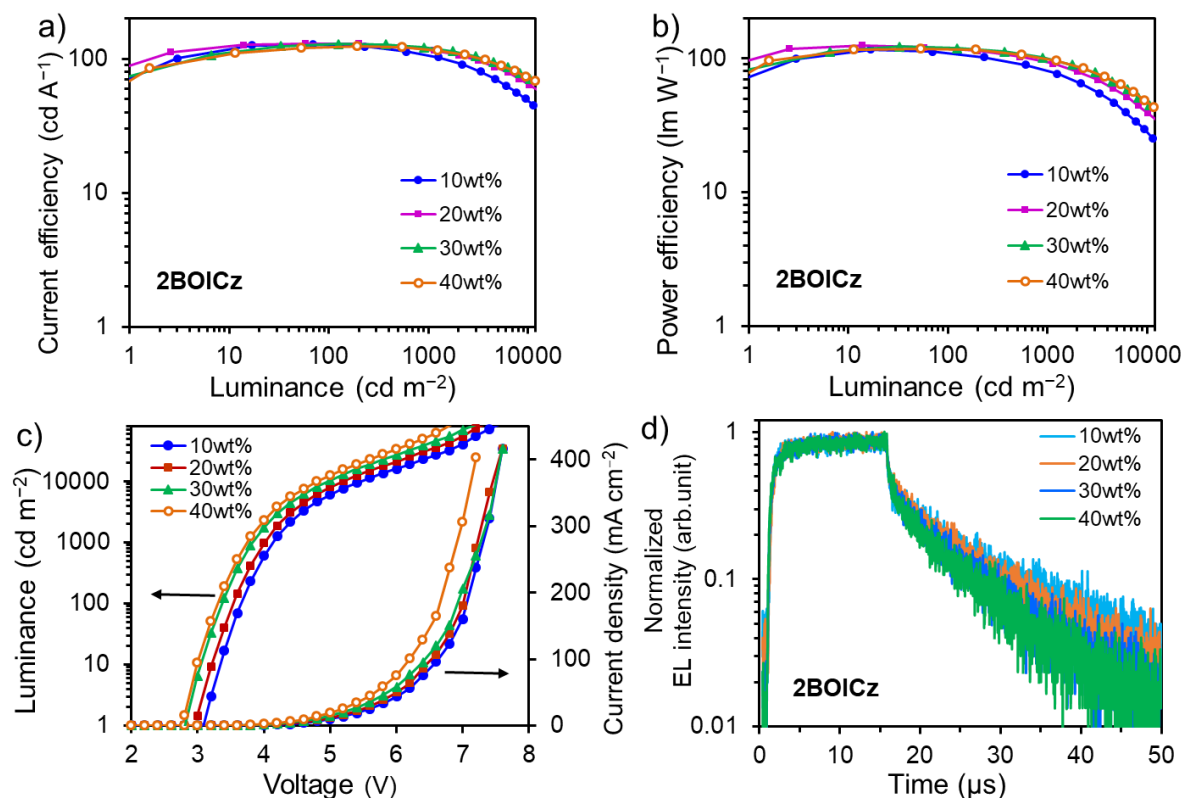 a)
Current efficiency (cd A⁻¹)
100
10
1
10wt%
20wt%
30wt%
40wt%
2BOICz
1 10 100 1000 10000
Luminance (cd m⁻²)
b)
Power efficiency (lm W⁻¹)
100
10
1
10wt%
20wt%
30wt%
40wt%
2BOICz
1 10 100 1000 10000
Luminance (cd m⁻²)
c)
Luminance (cd m⁻²)
10000
1000
100
10
1
10wt%
20wt%
30wt%
40wt%
400
300
200
100
0
Current density (mA cm⁻²)
2 3 4 5 6 7 8
Voltage (V)
d)
Normalized
EL intensity (arb.unit)
1
0.1
0.01
10wt%
20wt%
30wt%
40wt%
2BOICz
0 10 20 30 40 50
Time (μs)